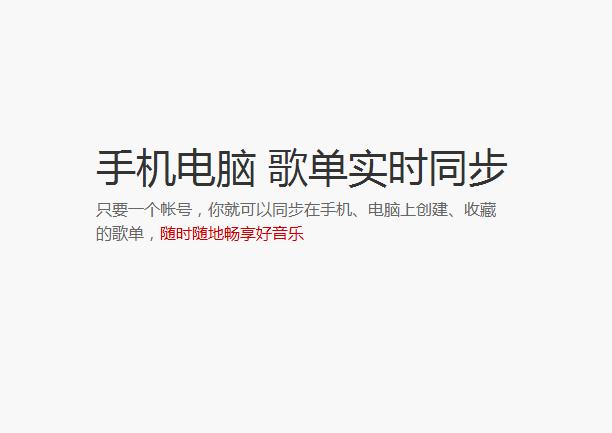 手机电脑 歌单实时同步
只要一个帐号，你就可以同步在手机、电脑上创建、收藏
的歌单，随时随地畅享好音乐